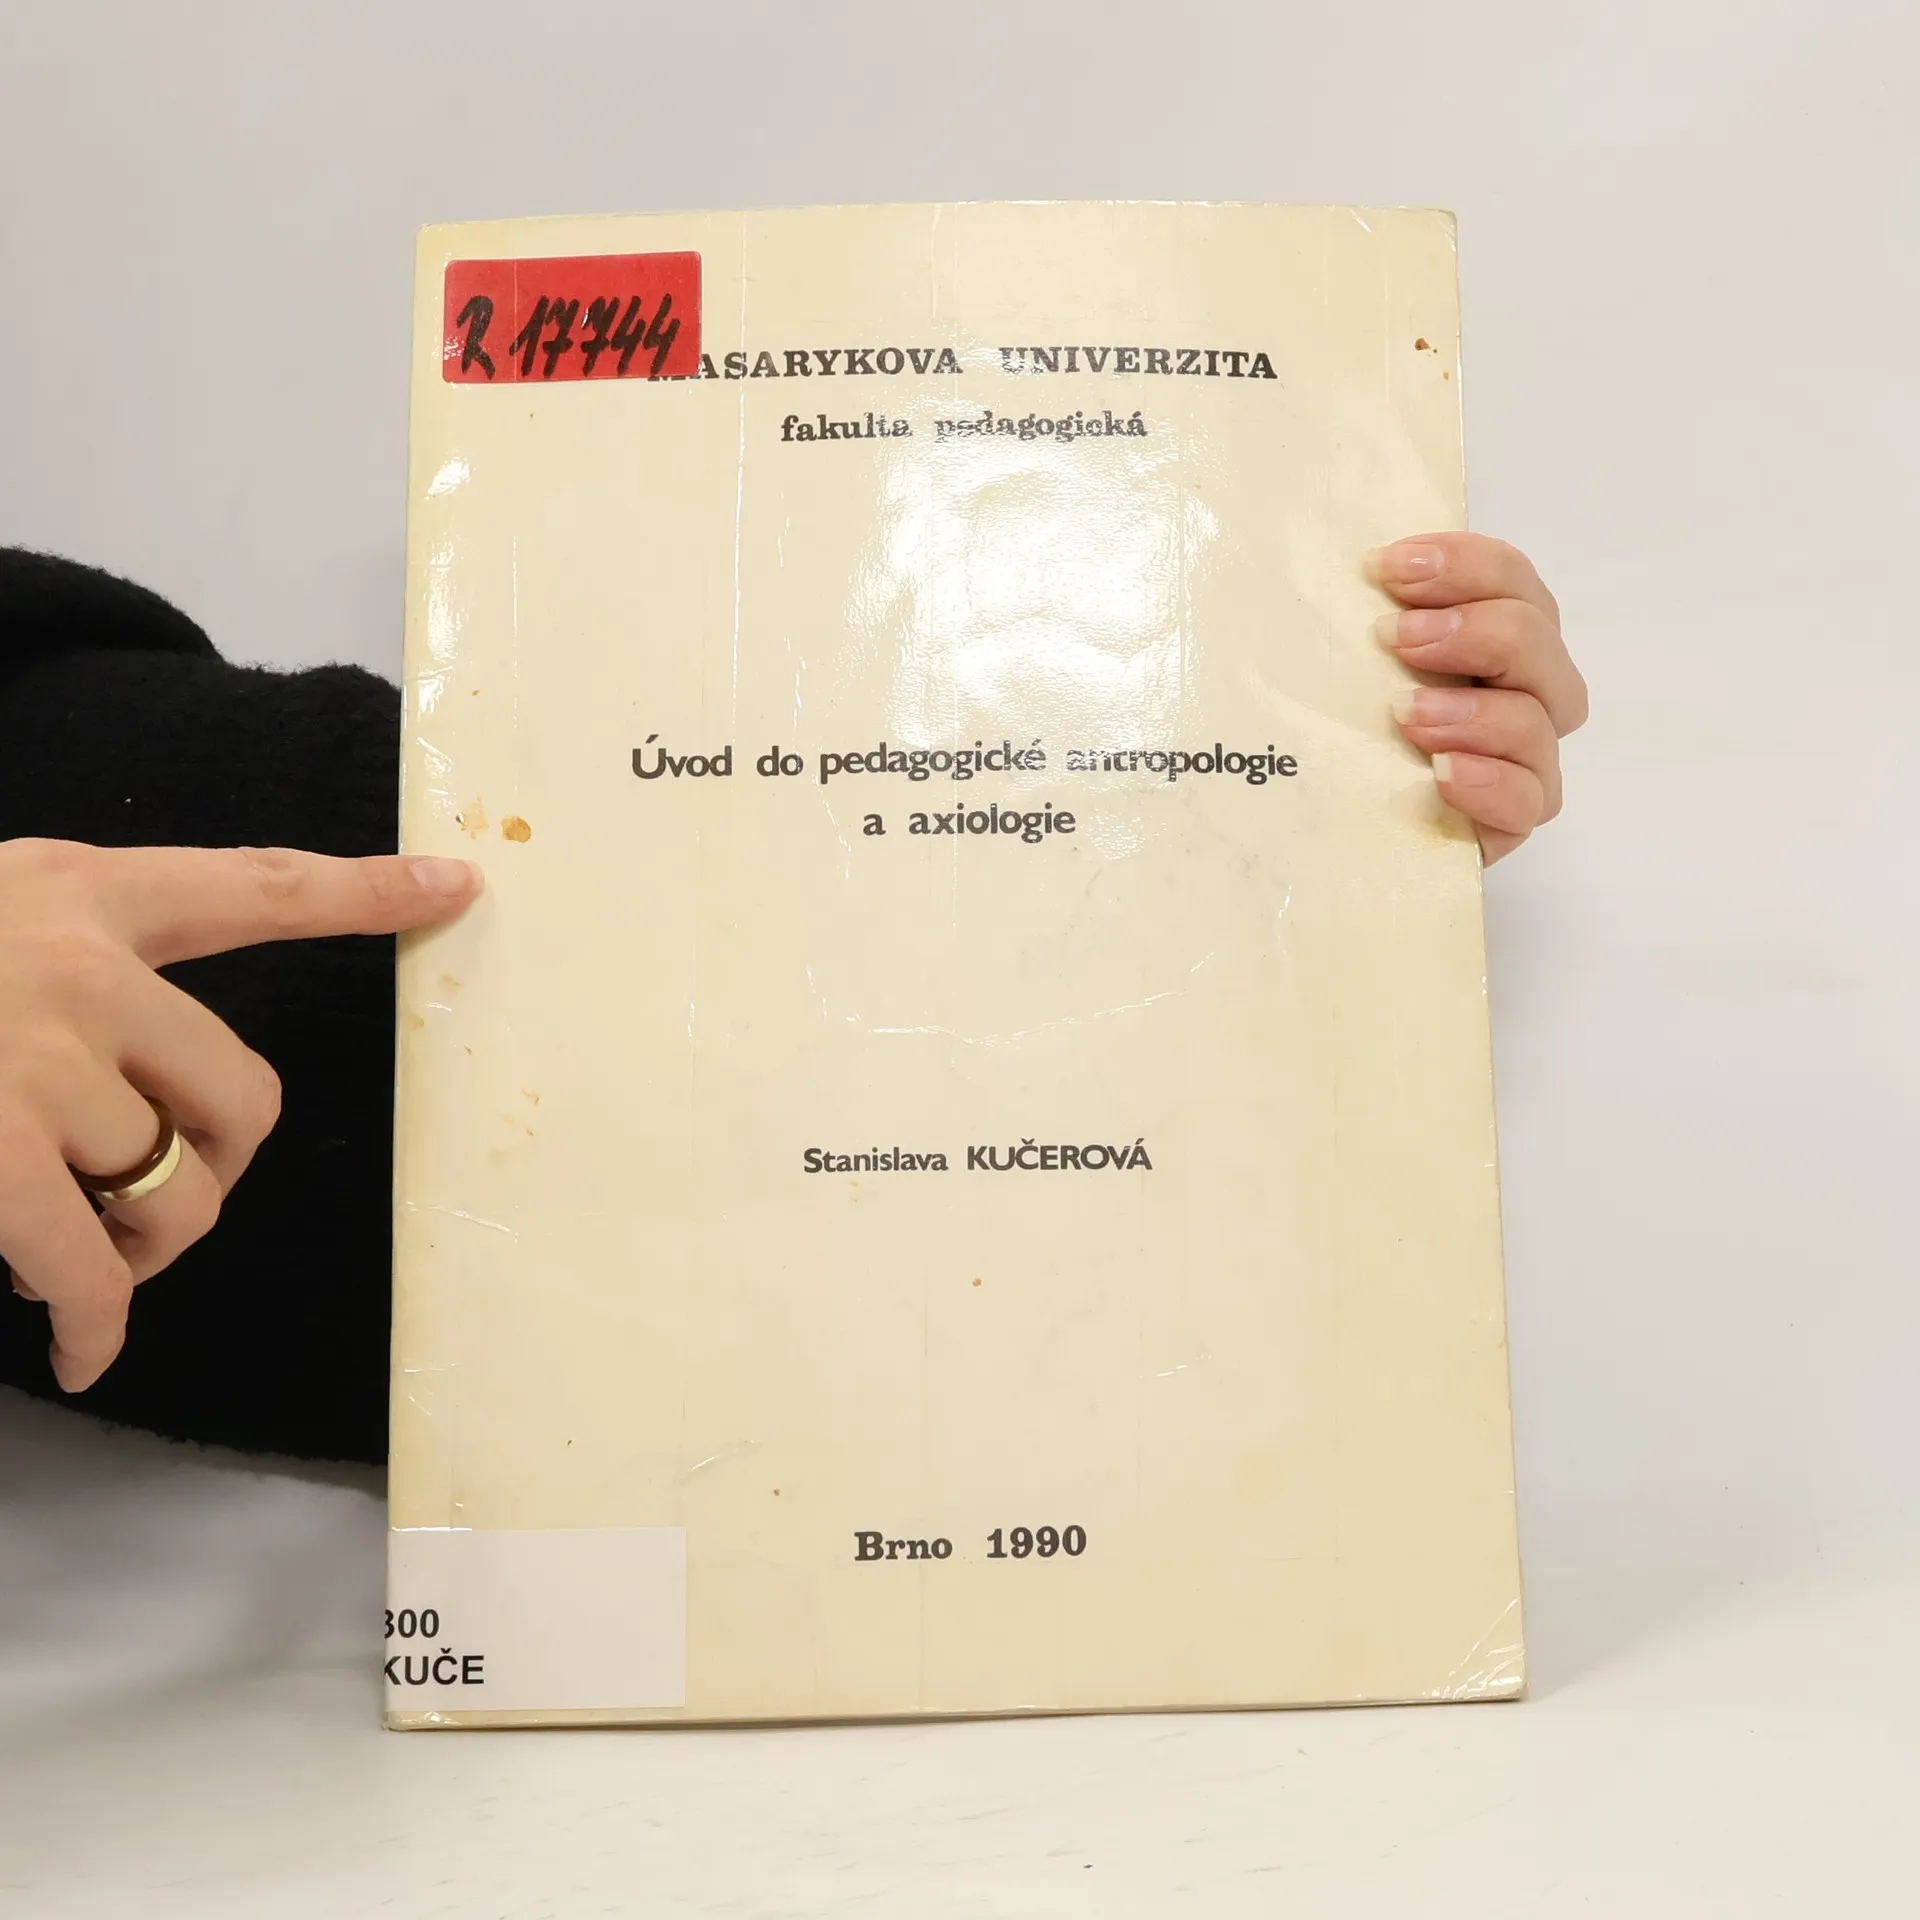 R 17744
MASARYKOVA UNIVERZITA
fakulta pedagogická
Úvod do pedagogické antropologie
a axiologie
Stanislava KUČEROVÁ
Brno 1990
300
KUČE